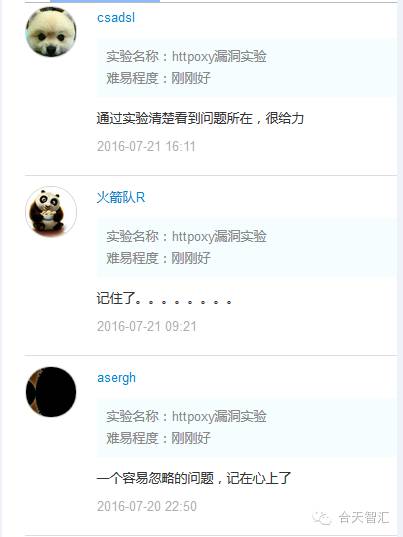 csadsl
实验名称：httpoxy漏洞实验
难易程度：刚刚好
通过实验清楚看到问题所在，很给力
2016-07-21 16:11
火箭队R
实验名称：httpoxy漏洞实验
难易程度：刚刚好
记住了。。。。。。。。
2016-07-21 09:21
asergh
实验名称：httpoxy漏洞实验
难易程度：刚刚好
一个容易忽略的问题，记在心上了
2016-07-20 22:50
合天智汇